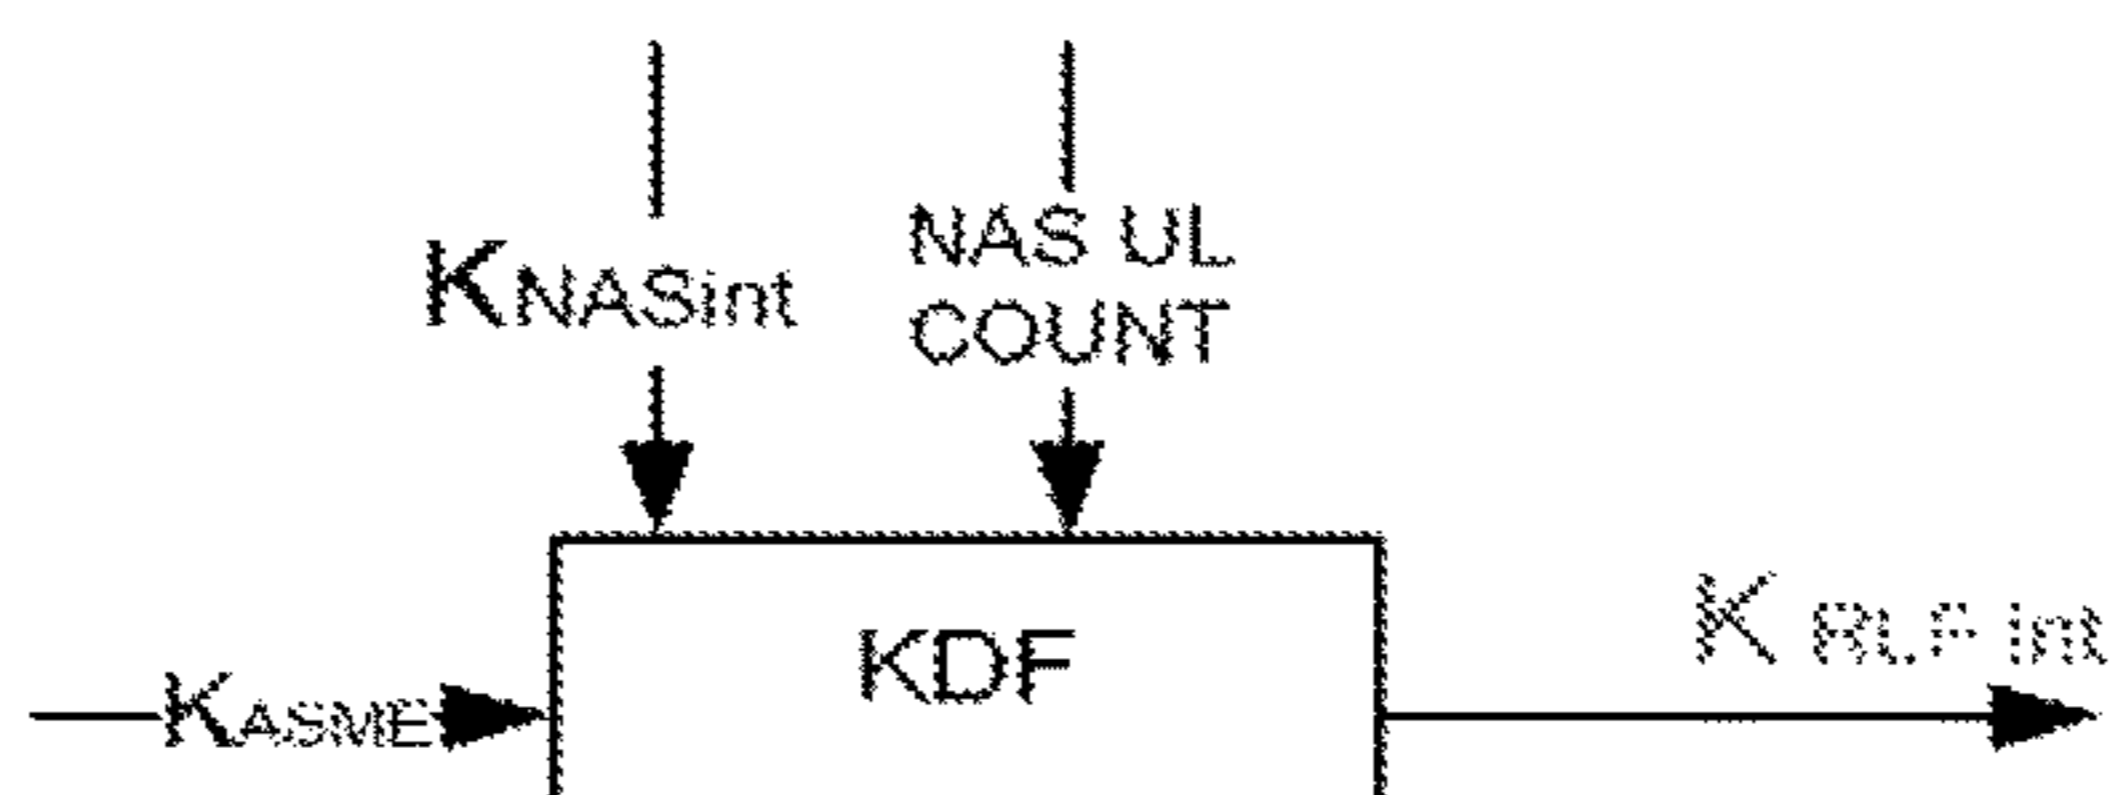 KNASint
NAS UL
COUNT
KDF
KASME
K RLF Int